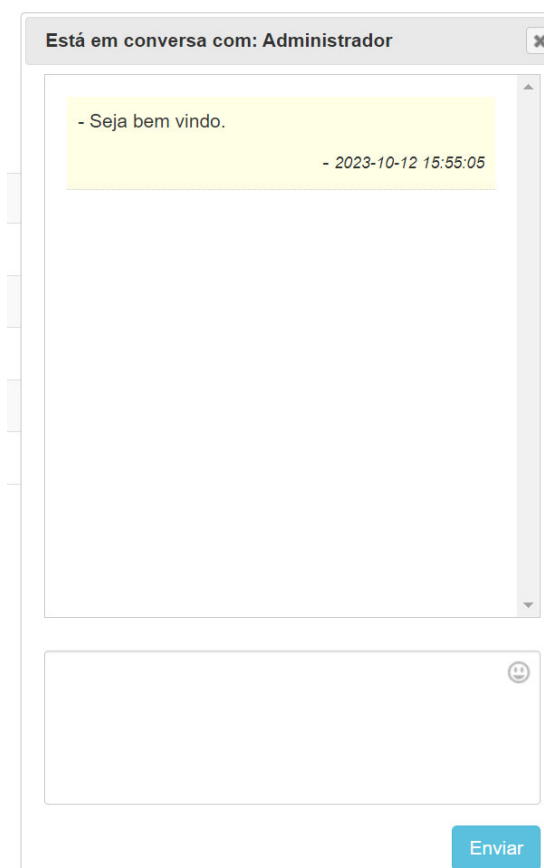 Está em conversa com: Administrador
- Seja bem vindo.
- 2023-10-12 15:55:05
Enviar